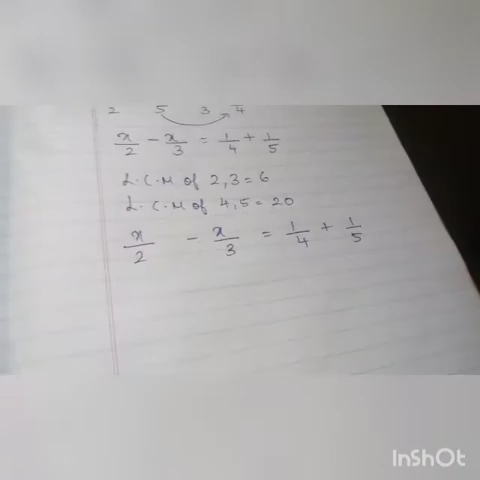 2 5 3 4
x/2 - x/3 = 1/4 + 1/5
L.C.M of 2,3 = 6
L.C.M of 4,5 = 20
x/2 - x/3 = 1/4 + 1/5
InShOt